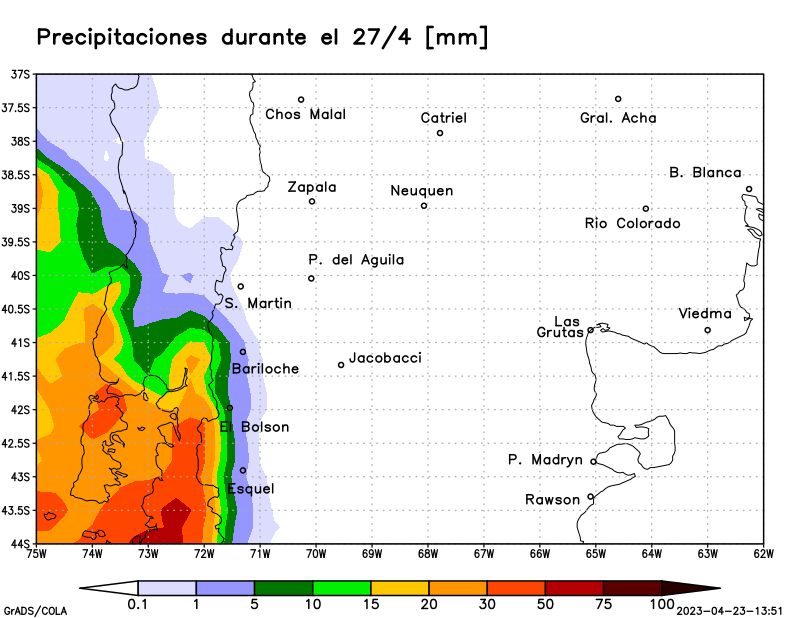 Precipitaciones durante el 27/4 [mm]
37S
37.5S
Chos Malal
Catriel
Gral. Acha
38S
38.5S
B. Blanca
Zapala
Neuquen
39S
Rio Colorado
39.5S
P. del Aguila
40S
S. Martin
40.5S
Viedma
Las
Grutas
41S
Jacobacci
Bariloche
41.5S
42S
El Bolson
42.5S
P. Madryn
43S
Esquel
Rawson
43.5S
44S
75W 74W 73W 72W 71W 70W 69W 68W 67W 66W 65W 64W 63W 62W
0.1 1 5 10 15 20 30 50 75 100
GrADS/COLA
2023-04-23-13:51